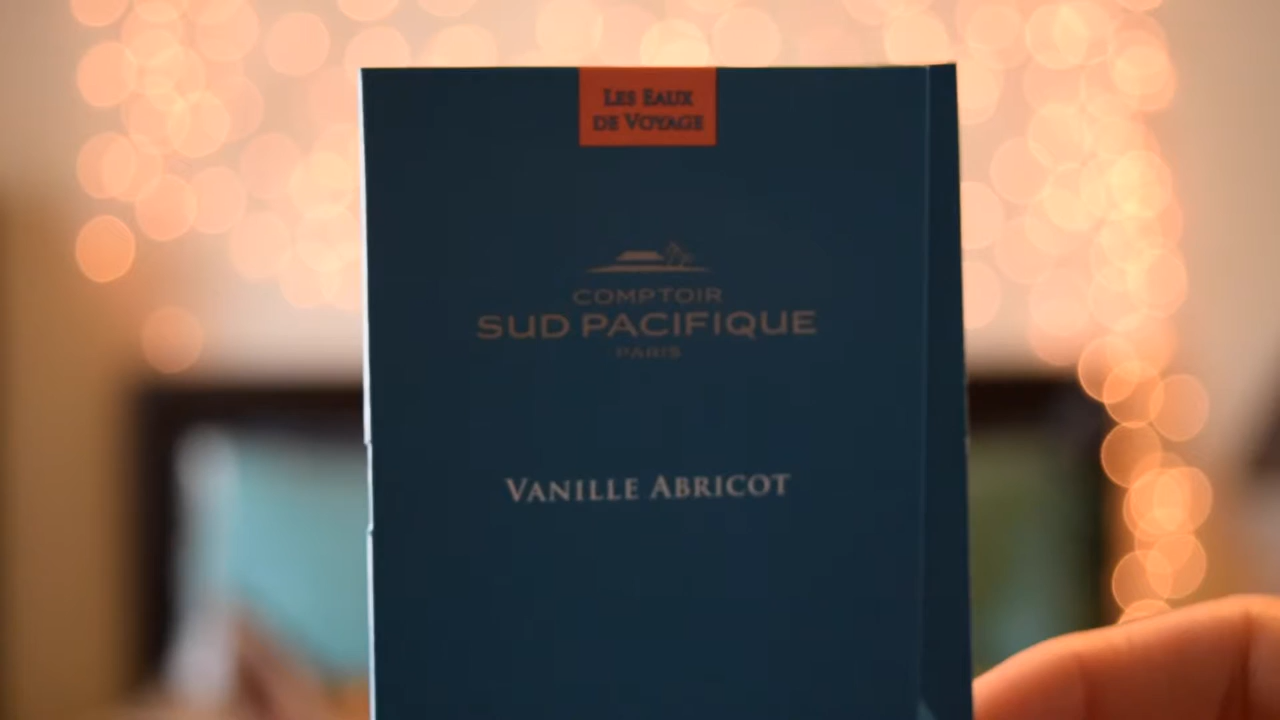 Les Eaux
de Voyage
COMPTOIR
SUD PACIFIQUE
PARIS
Vanille Abricot